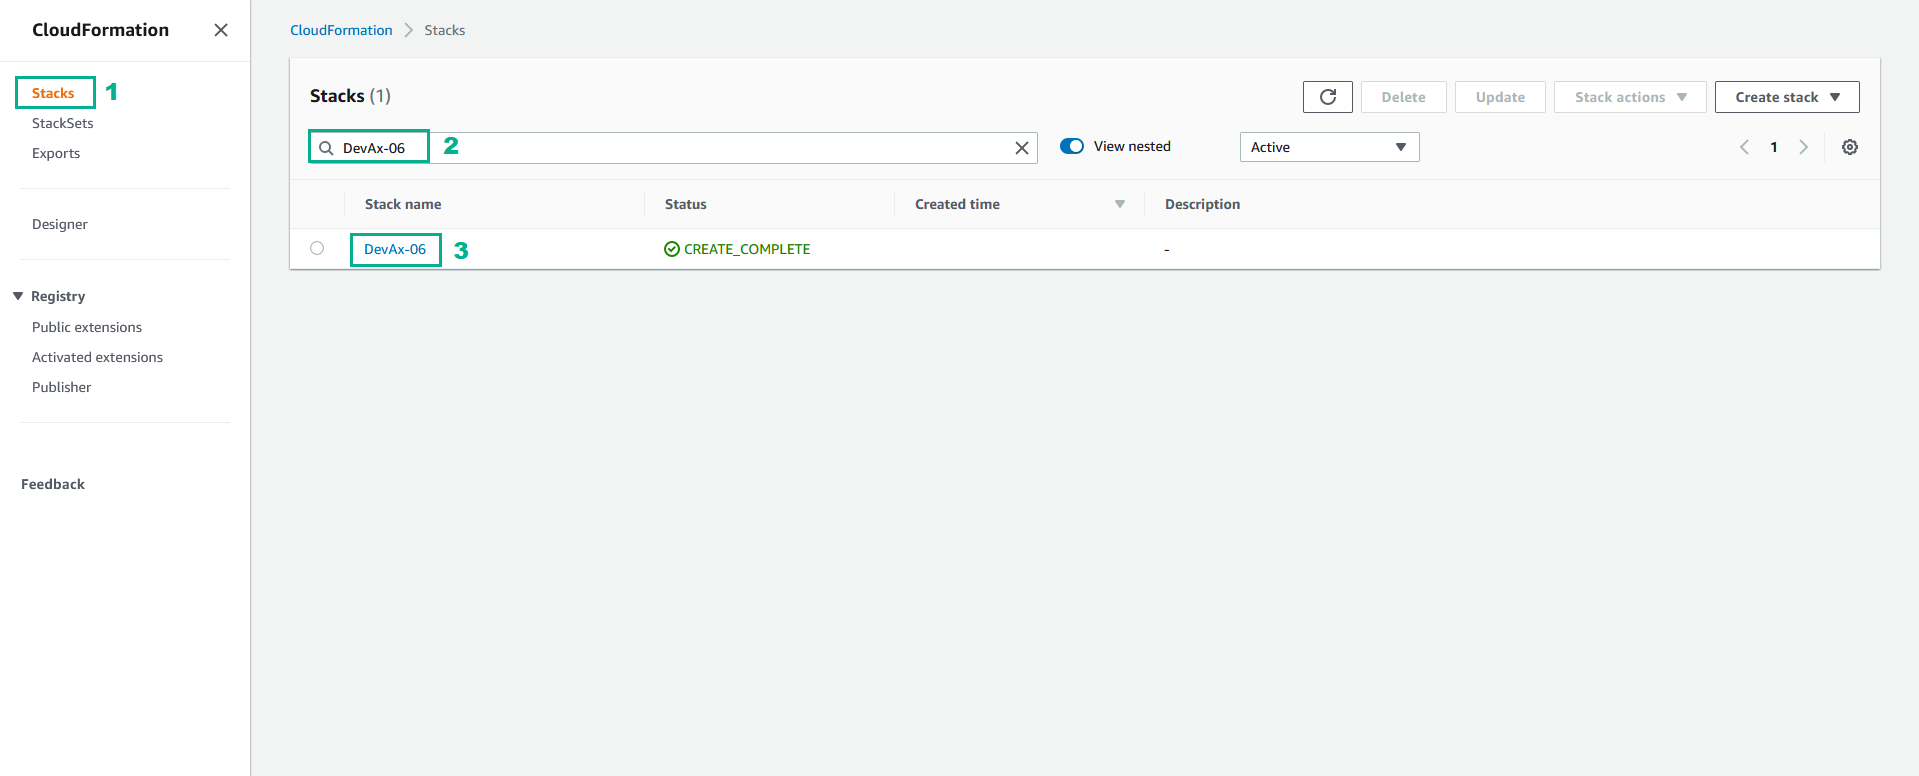 CloudFormation
Stacks 1
StackSets
Exports
Designer
Registry
Public extensions
Activated extensions
Publisher
Feedback
CloudFormation Stacks
Stacks (1)
Delete Update Stack actions Create stack
DevAx-06 2 View nested Active 1
Stack name Status Created time Description
DevAx-06 3 CREATE_COMPLETE -